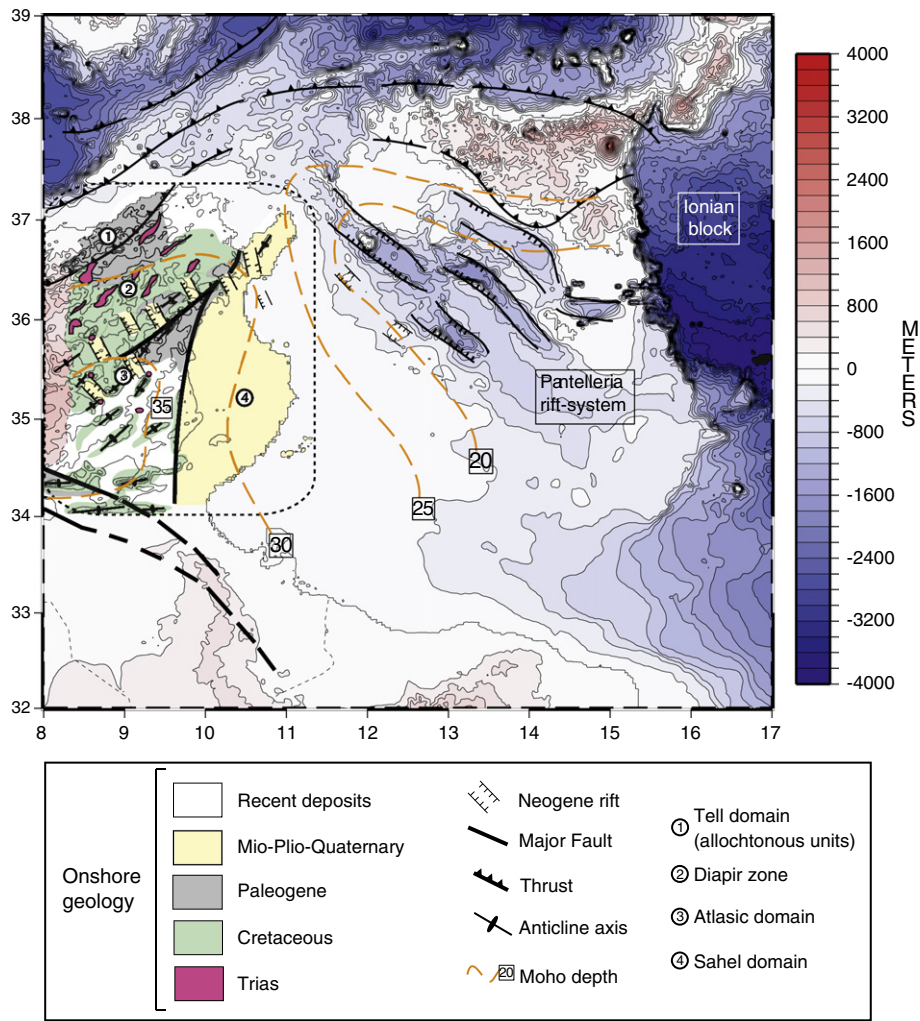 39
38
37
36
35
34
33
32
8
9
10
11
12
13
14
15
16
17
1
2
3
4
35
30
25
20
Ionian
block
Pantelleria
rift-system
4000
3200
2400
1600
800
0
-800
-1600
-2400
-3200
-4000
METERS
Onshore
geology
Recent deposits
Mio-Plio-Quaternary
Paleogene
Cretaceous
Trias
Neogene rift
Major Fault
Thrust
Anticline axis
20 Moho depth
1 Tell domain
(allochtonous units)
2 Diapir zone
3 Atlasic domain
4 Sahel domain